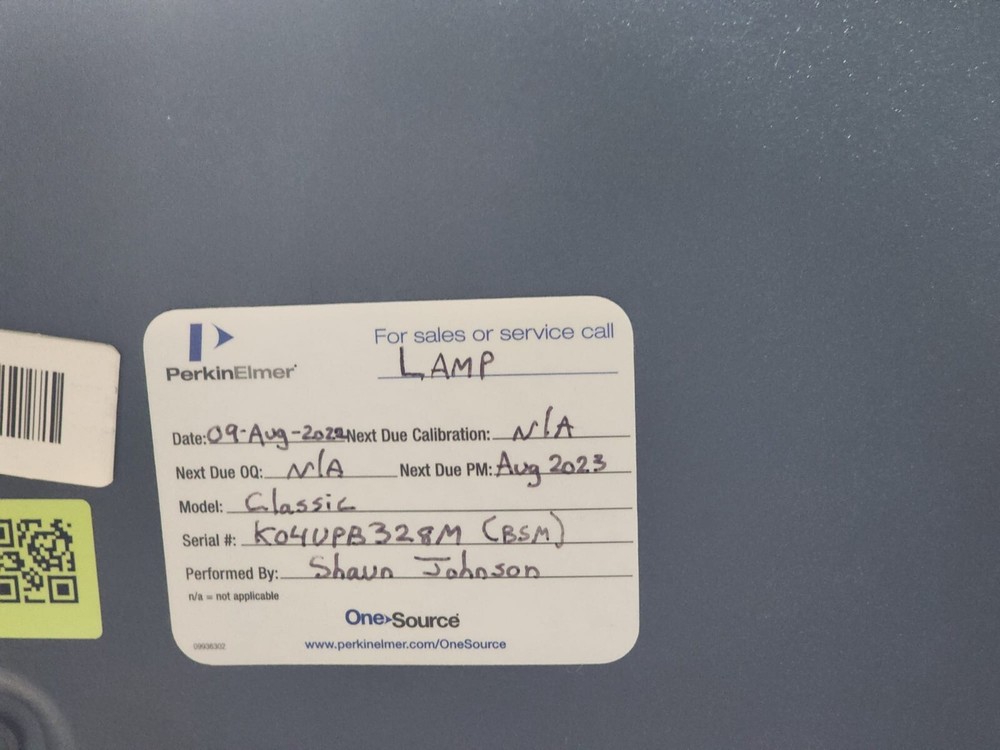 PerkinElmer
For sales or service call
LAMP
Date: 09-Aug-2022 Next Due Calibration: N/A
Next Due OQ: N/A Next Due PM: Aug 2023
Model: Classic
Serial #: K04UPB328M (BSM)
Performed By: Shaun Johnson
n/a = not applicable
OneSource
09936302 www.perkinelmer.com/OneSource